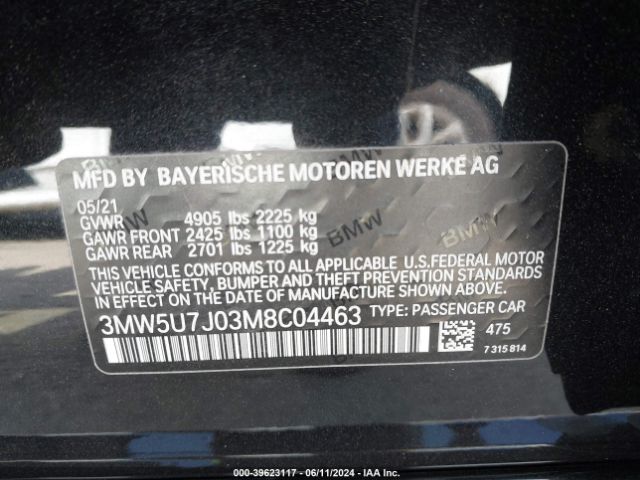 MFD BY BAYERISCHE MOTOREN WERKE AG
05/21
GVWR 4905 lbs 2225 kg
GAWR FRONT 2425 lbs 1100 kg
GAWR REAR 2701 lbs 1225 kg
THIS VEHICLE CONFORMS TO ALL APPLICABLE U.S.FEDERAL MOTOR
VEHICLE SAFETY, BUMPER AND THEFT PREVENTION STANDARDS
IN EFFECT ON THE DATE OF MANUFACTURE SHOWN ABOVE.
3MW5U7J03M8C04463 TYPE: PASSENGER CAR
475
7 315 814
000-39623117 - 06/11/2024 - IAA Inc.